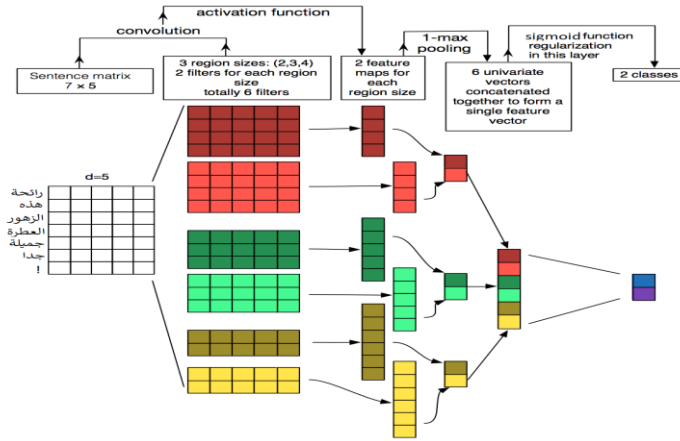 activation function
convolution
1-max
pooling
sigmoid function
regularization
in this layer
Sentence matrix
7 × 5
3 region sizes: (2,3,4)
2 filters for each region
size
totally 6 filters
2 feature
maps for
each
region size
6 univariate
vectors
concatenated
together to form a
single feature
vector
2 classes
d=5
رائحة
هذه
الزهور
العطرة
جميلة
جدا
!